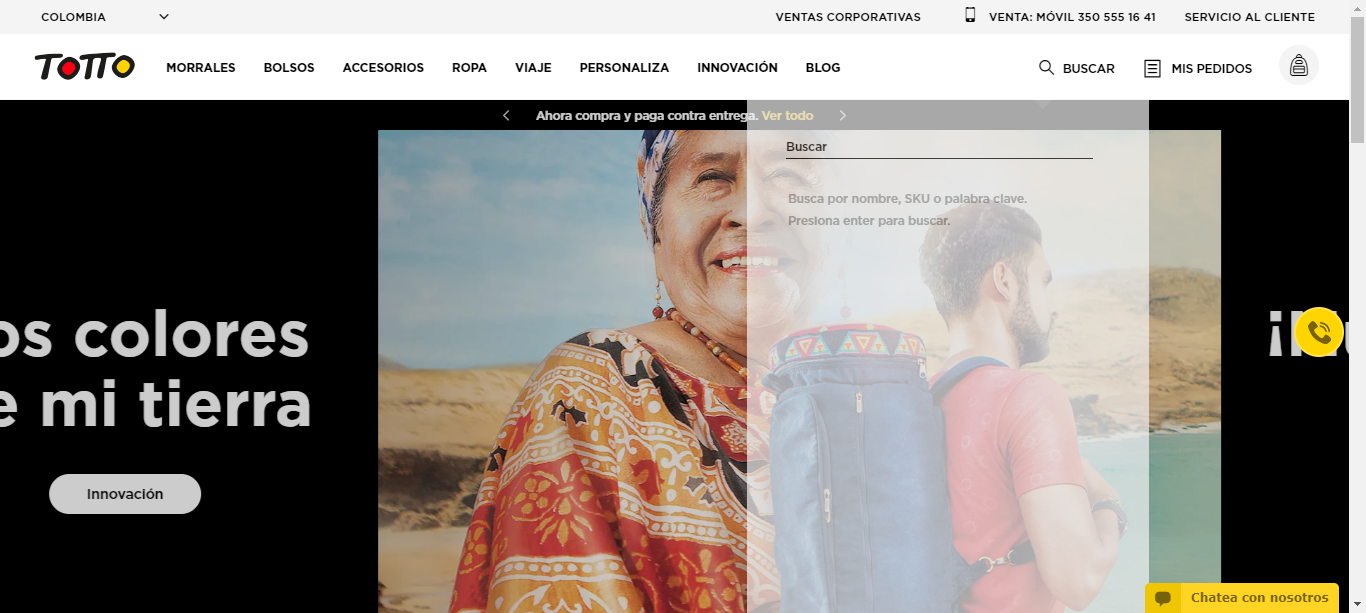 COLOMBIA
VENTAS CORPORATIVAS
VENTA: MÓVIL 350 555 16 41
SERVICIO AL CLIENTE
TOTTO
MORRALES
BOLSOS
ACCESORIOS
ROPA
VIAJE
PERSONALIZA
INNOVACIÓN
BLOG
BUSCAR
MIS PEDIDOS
Ahora compra y paga contra entrega. Ver todo
Buscar
Busca por nombre, SKU o palabra clave.
Presiona enter para buscar.
os colores
e mi tierra
Innovación
Chatea con nosotros